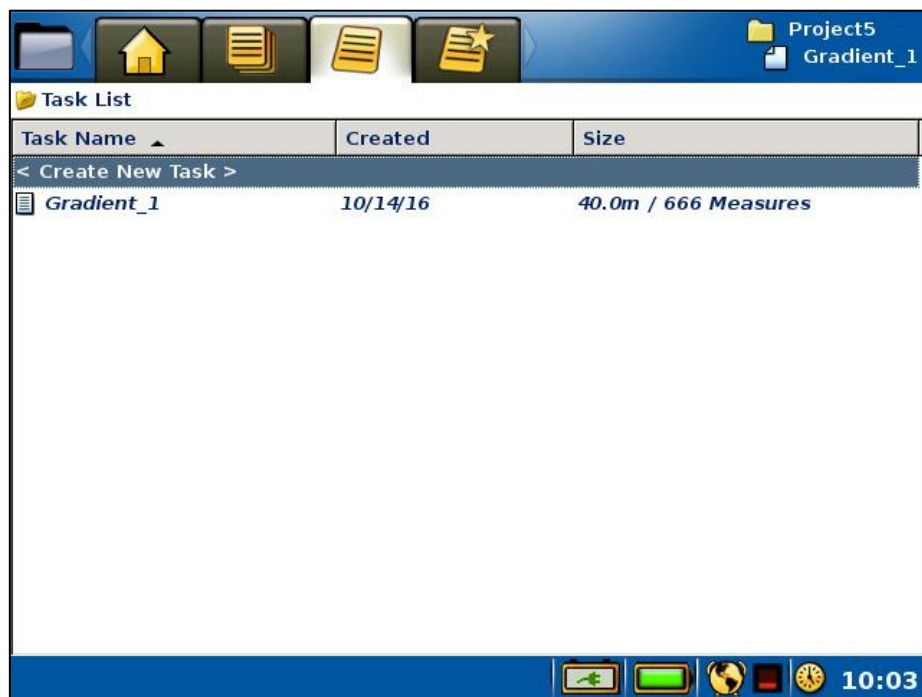 Project5
Gradient_1
Task List
Task Name Created Size
< Create New Task >
Gradient_1 10/14/16 40.0m / 666 Measures
10:03